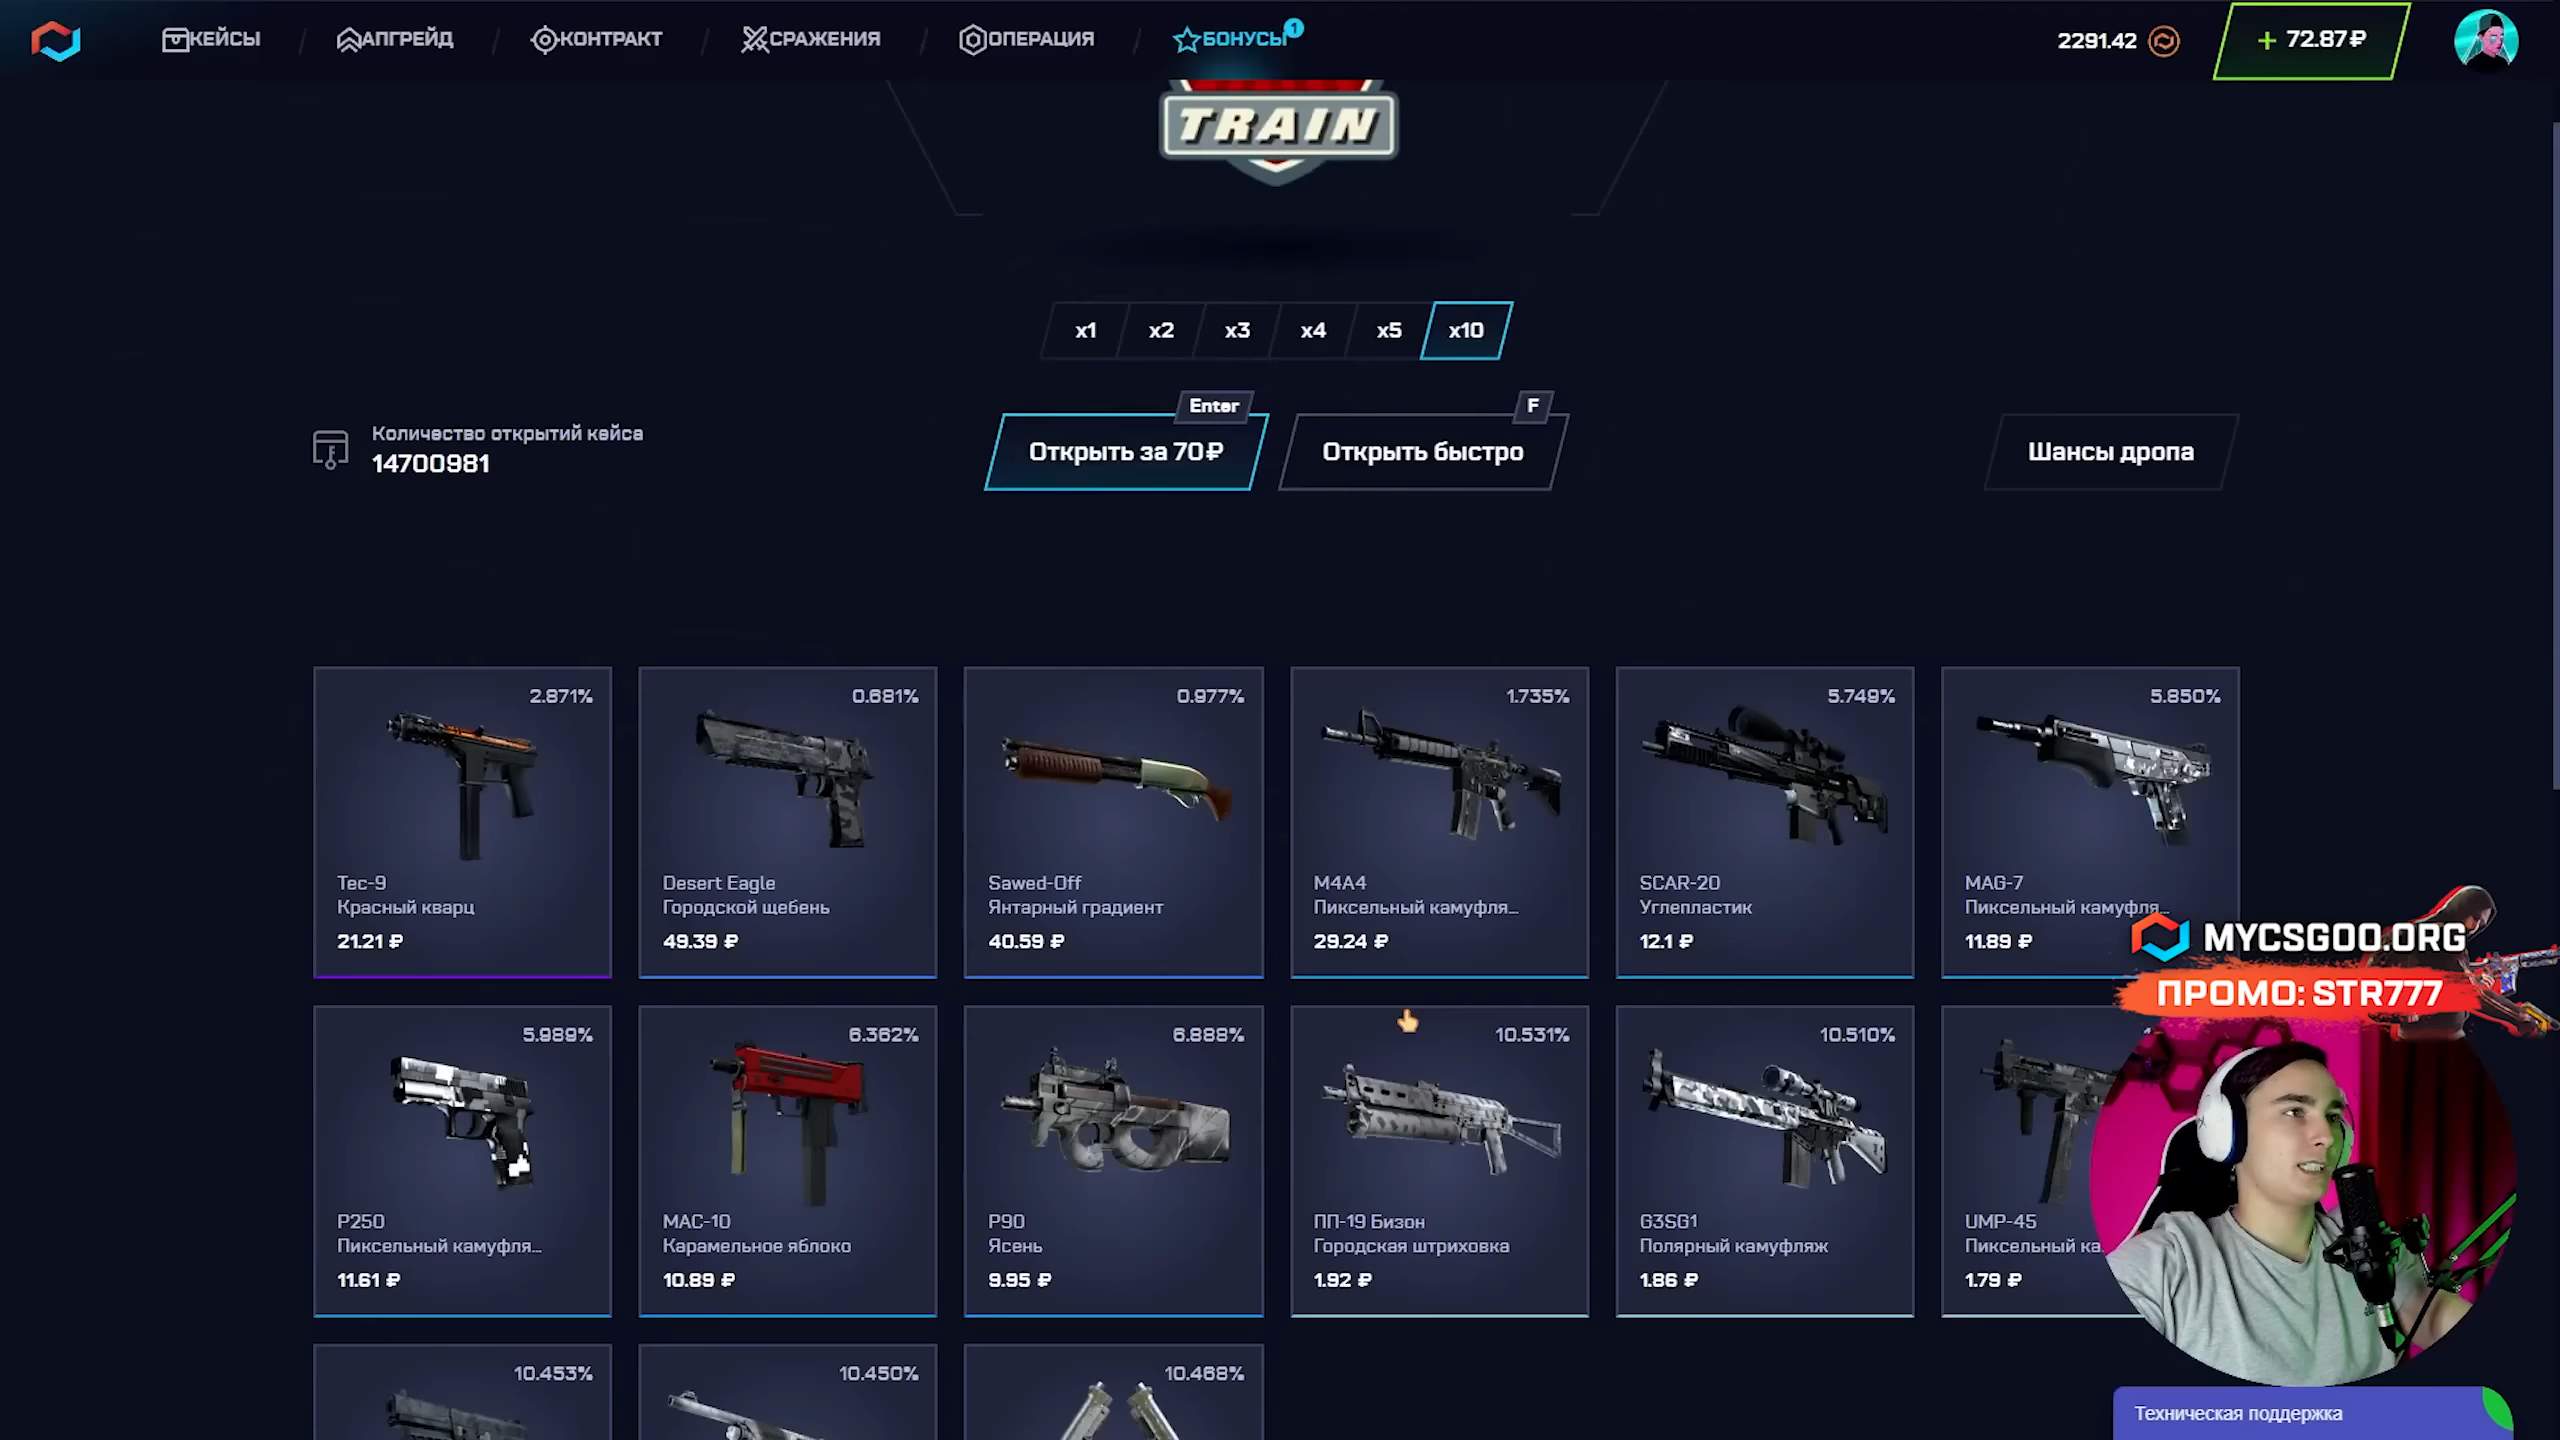 КЕЙСЫ
АПГРЕЙД
КОНТРАКТ
СРАЖЕНИЯ
ОПЕРАЦИЯ
БОНУСЫ
1
2291.42
+ 72.87₽
TRAIN
x1
x2
x3
x4
x5
x10
Количество открытий кейса
14700981
Enter
Открыть за 70₽
F
Открыть быстро
Шансы дропа
2.871%
Tec-9
Красный кварц
21.21 ₽
0.681%
Desert Eagle
Городской щебень
49.39 ₽
0.977%
Sawed-Off
Янтарный градиент
40.59 ₽
1.735%
M4A4
Пиксельный камуфля...
29.24 ₽
5.749%
SCAR-20
Углепластик
12.1 ₽
5.850%
MAG-7
Пиксельный камуфля...
11.89 ₽
MYCSGOO.ORG
ПРОМО: STR777
5.989%
P250
Пиксельный камуфля...
11.61 ₽
6.362%
MAC-10
Карамельное яблоко
10.89 ₽
6.888%
P90
Ясень
9.95 ₽
10.531%
ПП-19 Бизон
Городская штриховка
1.92 ₽
10.510%
G3SG1
Полярный камуфляж
1.86 ₽
UMP-45
Пиксельный ка
1.79 ₽
10.453%
10.450%
10.468%
Техническая поддержка